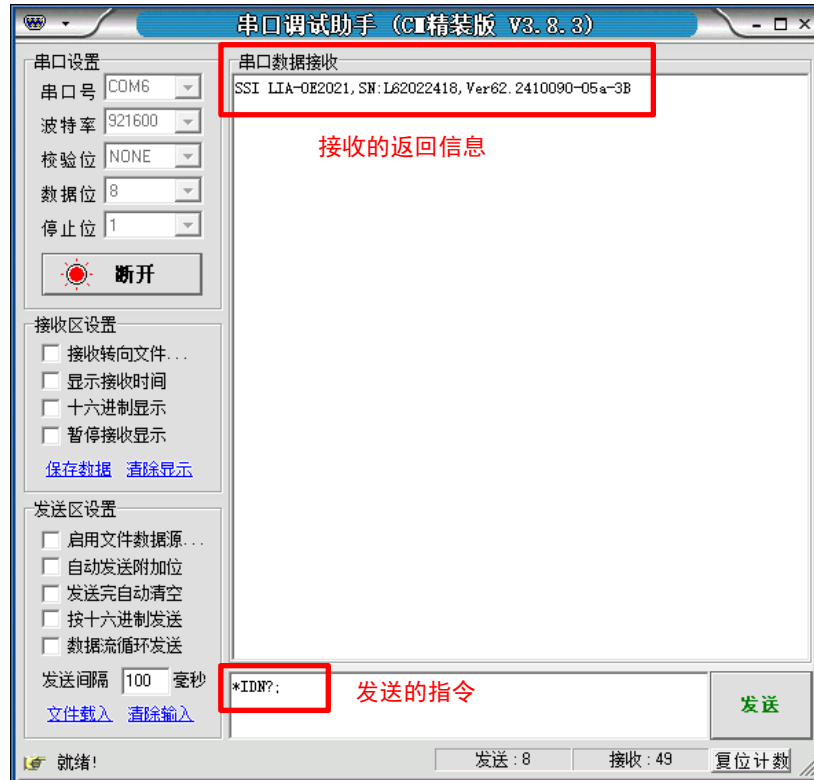 串口调试助手 (CⅡ精装版 V3.8.3)
串口设置
串口号 COM6
波特率 921600
校验位 NONE
数据位 8
停止位 1
断开
接收区设置
接收转向文件...
显示接收时间
十六进制显示
暂停接收显示
保存数据 清除显示
发送区设置
启用文件数据源...
自动发送附加位
发送完自动清空
按十六进制发送
数据流循环发送
发送间隔 100 毫秒
文件载入 清除输入
串口数据接收
SSI LIA-OE2021,SN:L62022418,Ver62.2410090-05a-3B
接收的返回信息
*IDN?;
发送的指令
发送
就绪!
发送:8
接收:49
复位计数